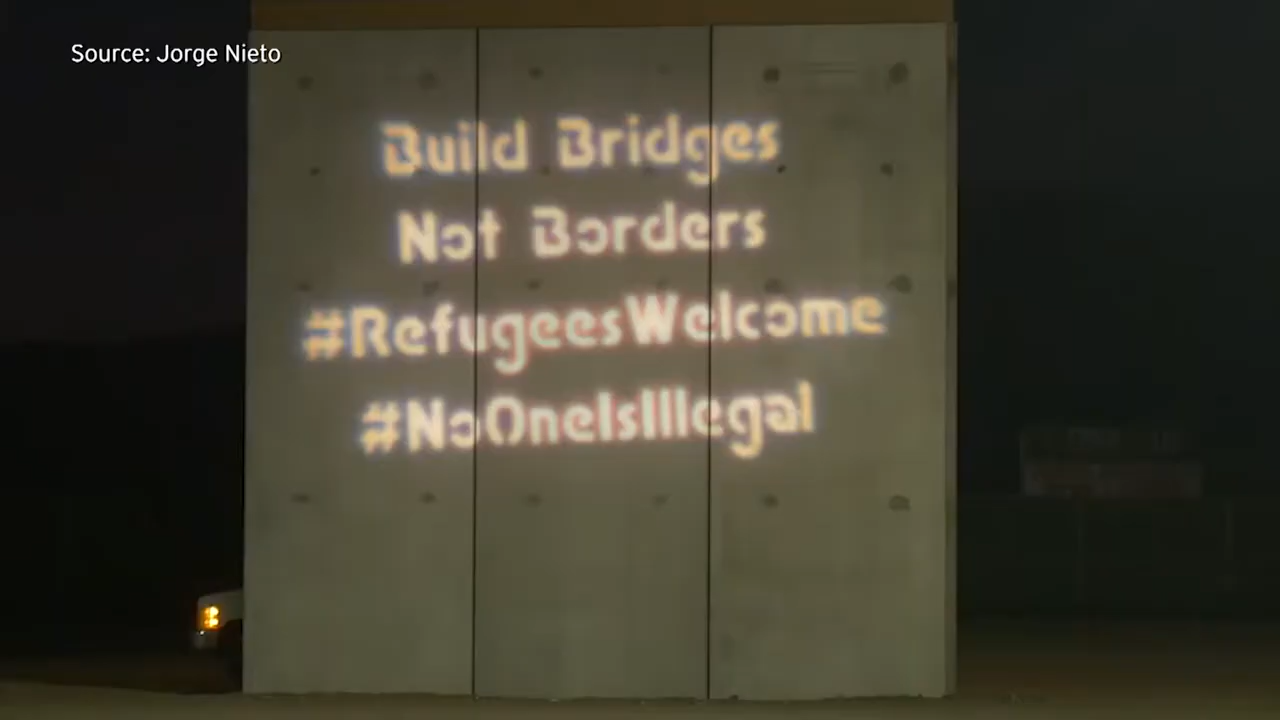 Source: Jorge Nieto
Build Bridges
Not Borders
#RefugeesWelcome
#NoOneIsIllegal